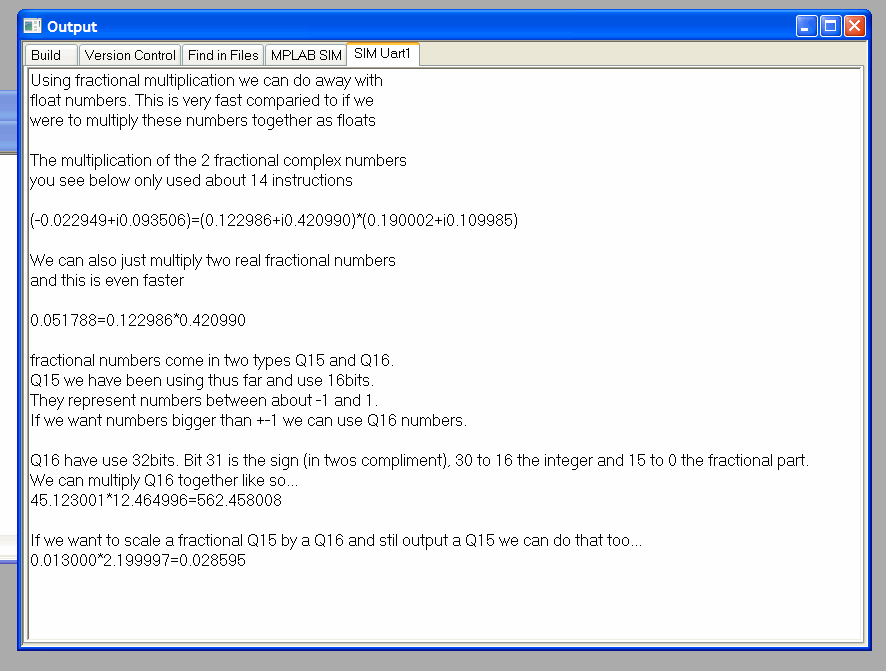 Output
Build Version Control Find in Files MPLAB SIM SIM Uart1
Using fractional multiplication we can do away with
float numbers. This is very fast comparied to if we
were to multiply these numbers together as floats
The multiplication of the 2 fractional complex numbers
you see below only used about 14 instructions
(-0.022949+i0.093506)=(0.122986+i0.420990)*(0.190002+i0.109985)
We can also just multiply two real fractional numbers
and this is even faster
0.051788=0.122986*0.420990
fractional numbers come in two types Q15 and Q16.
Q15 we have been using thus far and use 16bits.
They represent numbers between about -1 and 1.
If we want numbers bigger than +-1 we can use Q16 numbers.
Q16 have use 32bits. Bit 31 is the sign (in twos compliment), 30 to 16 the integer and 15 to 0 the fractional part.
We can multiply Q16 together like so...
45.123001*12.464996=562.458008
If we want to scale a fractional Q15 by a Q16 and stil output a Q15 we can do that too...
0.013000*2.199997=0.028595